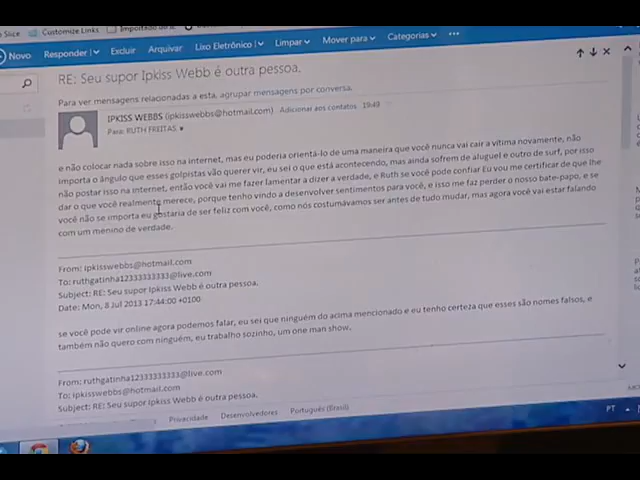 Slice
Customize Links
Importado do IE
Novo Responder Excluir Arquivar Lixo Eletrônico Limpar Mover para Categorias ...
RE: Seu supor Ipkiss Webb é outra pessoa.
Para ver mensagens relacionadas a esta, agrupar mensagens por conversa.
IPKISS WEBBS (ipkisswebbs@hotmail.com) Adicionar aos contatos 19:49
Para: RUTH FREITAS
e não colocar nada sobre isso na internet, mas eu poderia orientá-lo de uma maneira que você nunca vai cair a vítima novamente, não
importa o ângulo que esses golpistas vão querer vir, eu sei o que está acontecendo, mas ainda sofrem de aluguel e outro de surf, por isso
não postar isso na internet, então você vai me fazer lamentar a dizer a verdade, e Ruth se você pode confiar Eu vou me certificar de que lhe
dar o que você realmente merece, porque tenho vindo a desenvolver sentimentos para você, e isso me faz perder o nosso bate-papo, e se
você não se importa eu gostaria de ser feliz com você, como nós costumávamos ser antes de tudo mudar, mas agora você vai estar falando
com um menino de verdade.
From: ipkisswebbs@hotmail.com
To: ruthgatinha12333333333@live.com
Subject: RE: Seu supor Ipkiss Webb é outra pessoa.
Date: Mon, 8 Jul 2013 17:44:00 +0100
se você pode vir online agora podemos falar, eu sei que ninguém do acima mencionado e eu tenho certeza que esses são nomes falsos, e
também não quero com ninguém, eu trabalho sozinho, um one man show.
From: ruthgatinha12333333333@live.com
To: ipkisswebbs@hotmail.com
Subject: RE: Seu supor Ipkiss Webb é outra pessoa.
Privacidade Desenvolvedores Português (Brasil)
PT